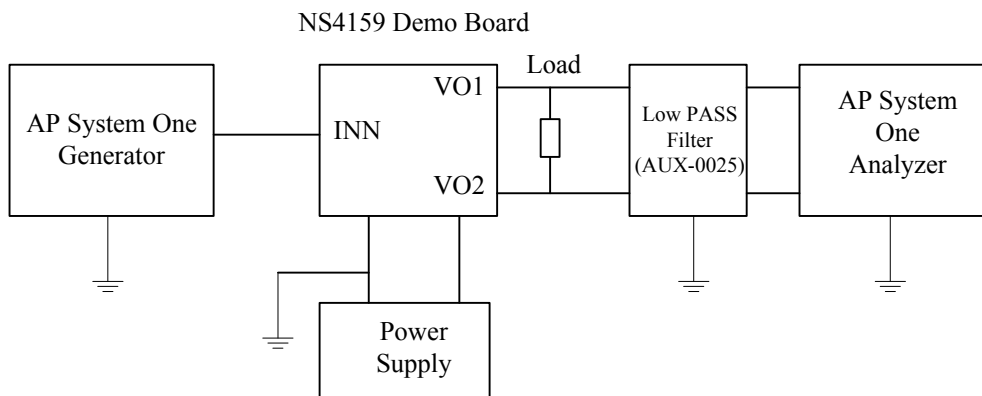 NS4159 Demo Board
AP System One
Generator
INN
VO1
VO2
Load
Low PASS
Filter
(AUX-0025)
AP System
One
Analyzer
Power
Supply